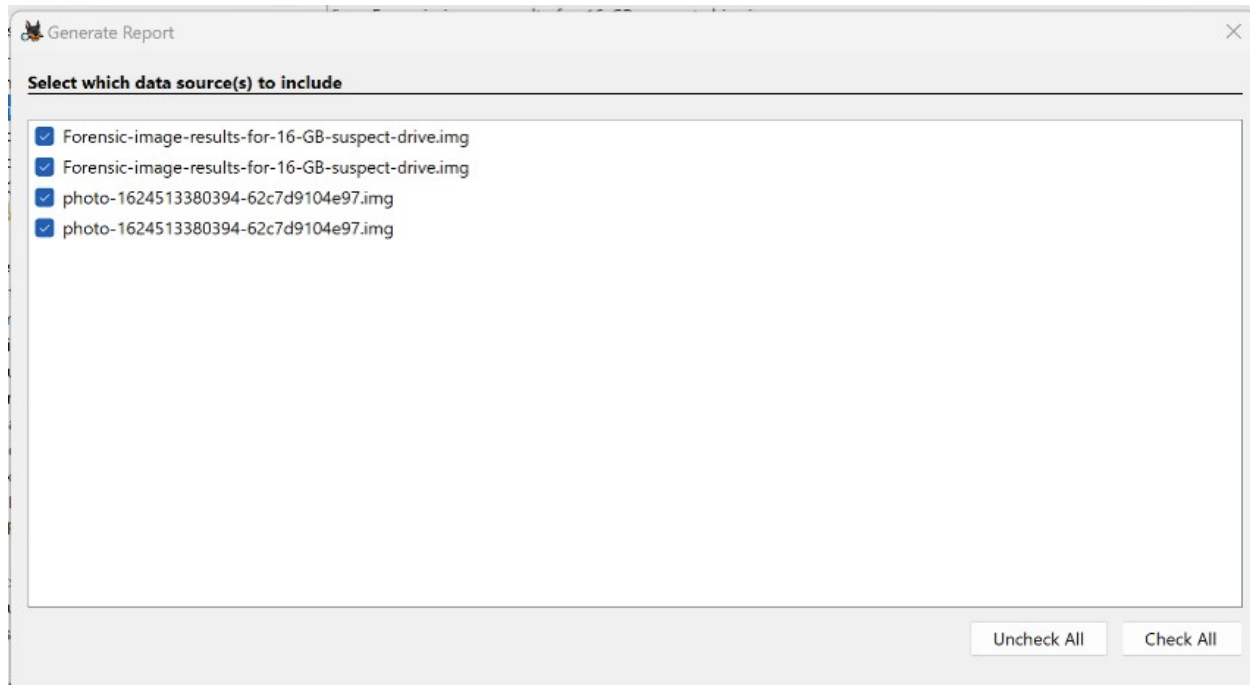 Generate Report
Select which data source(s) to include
Forensic-image-results-for-16-GB-suspect-drive.img
Forensic-image-results-for-16-GB-suspect-drive.img
photo-1624513380394-62c7d9104e97.img
photo-1624513380394-62c7d9104e97.img
Uncheck All
Check All